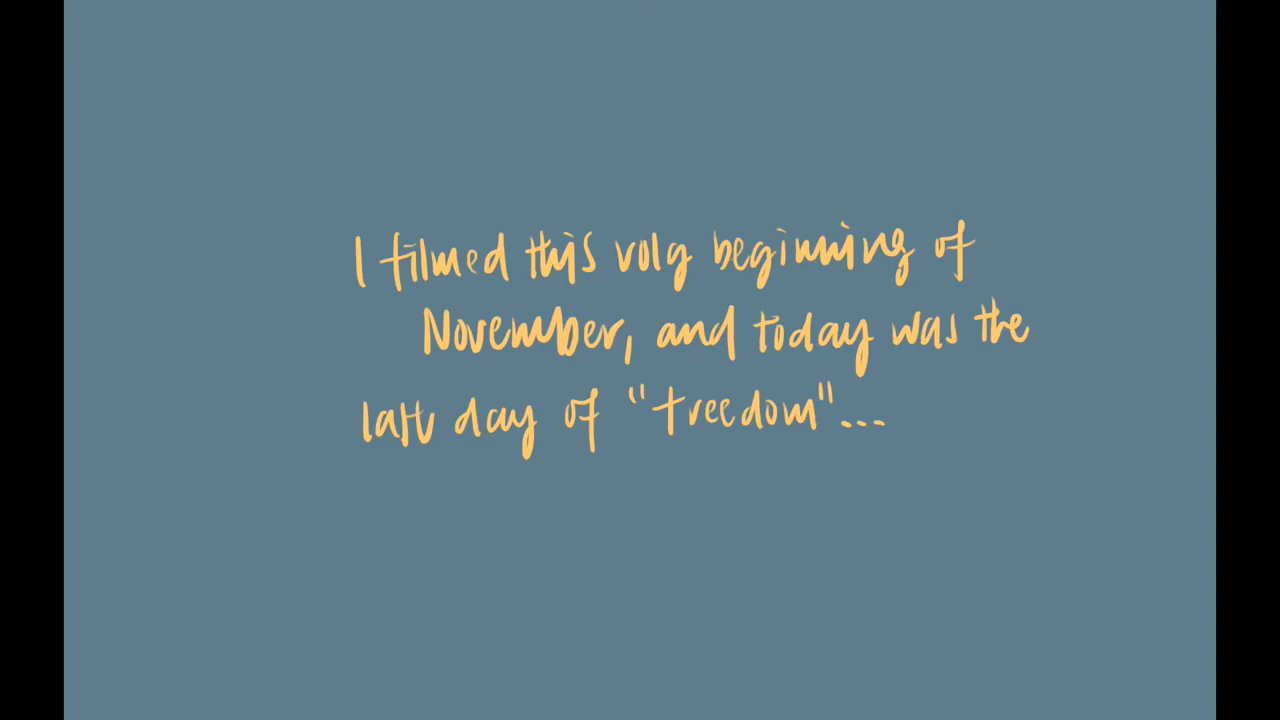 I filmed this volg beginning of
November, and today was the
last day of "freedom"...